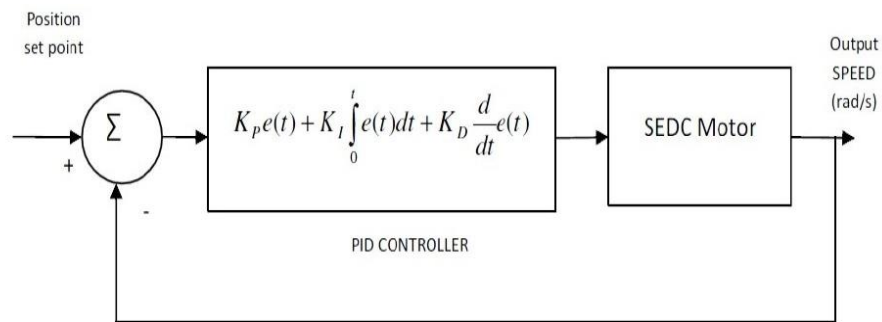 Position
set point
Output
SPEED
(rad/s)
Σ
+
-
K_P e(t) + K_I ∫_0^t e(t)dt + K_D d/dt e(t)
SEDC Motor
PID CONTROLLER